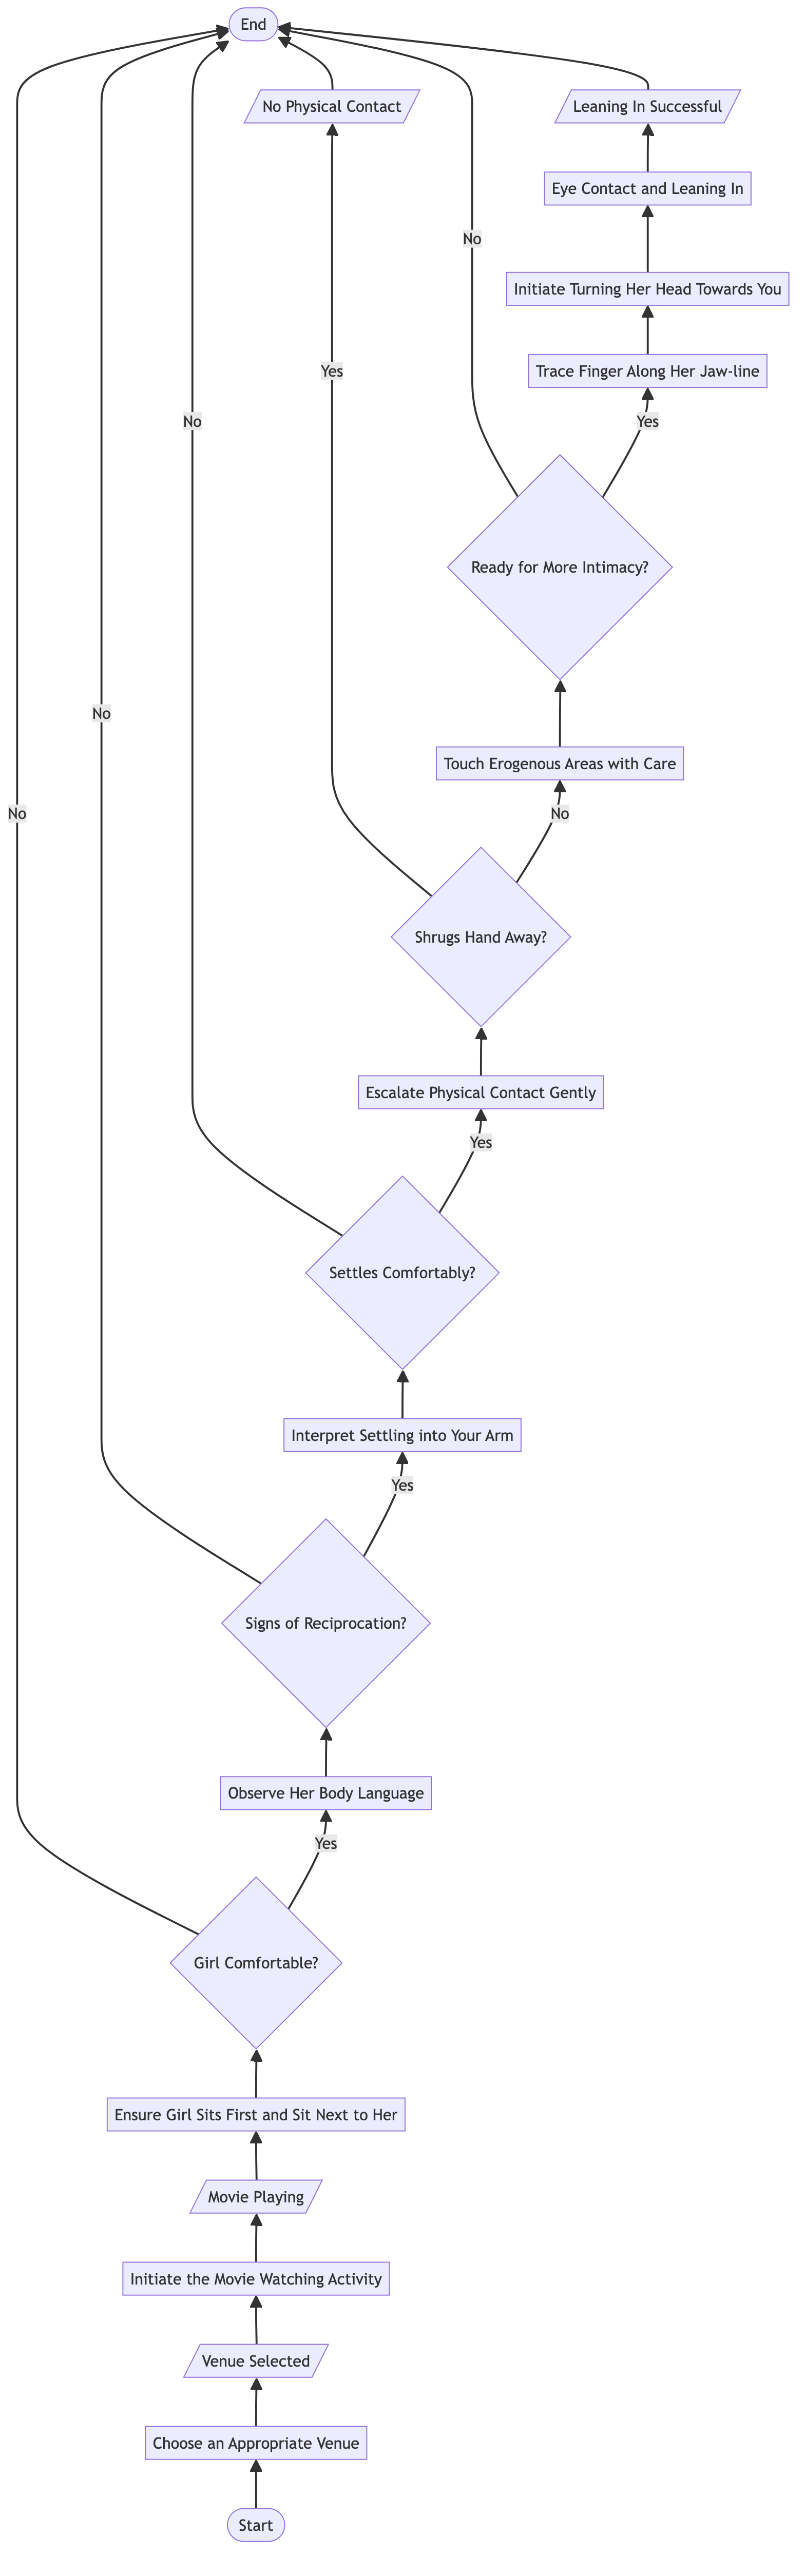 End
No Physical Contact
Leaning In Successful
Eye Contact and Leaning In
No
Initiate Turning Her Head Towards You
Yes
Trace Finger Along Her Jaw-line
No
Yes
Ready for More Intimacy?
No
Touch Erogenous Areas with Care
No
No
Shrugs Hand Away?
Escalate Physical Contact Gently
Yes
Settles Comfortably?
Interpret Settling into Your Arm
Yes
Signs of Reciprocation?
Observe Her Body Language
Yes
Girl Comfortable?
Ensure Girl Sits First and Sit Next to Her
Movie Playing
Initiate the Movie Watching Activity
Venue Selected
Choose an Appropriate Venue
Start